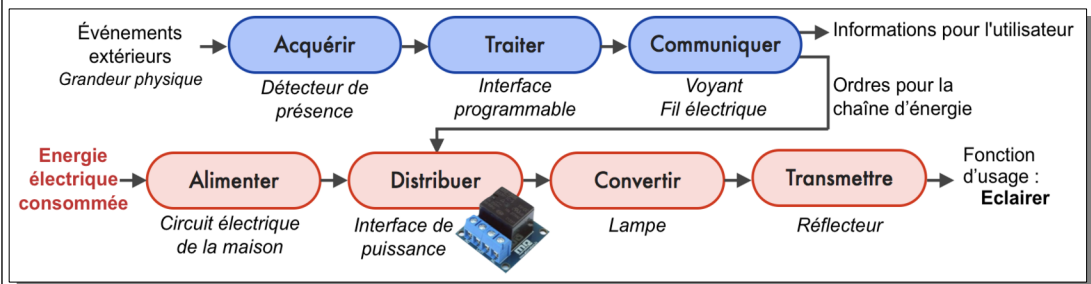 Événements
extérieurs
Grandeur physique
Acquérir
Détecteur de
présence
Traiter
Interface
programmable
Communiquer
Voyant
Fil électrique
Informations pour l'utilisateur
Ordres pour la
chaîne d'énergie
Energie
électrique
consommée
Alimenter
Circuit électrique
de la maison
Distribuer
Interface de
puissance
Convertir
Lampe
Transmettre
Réflecteur
Fonction
d'usage :
Eclairer